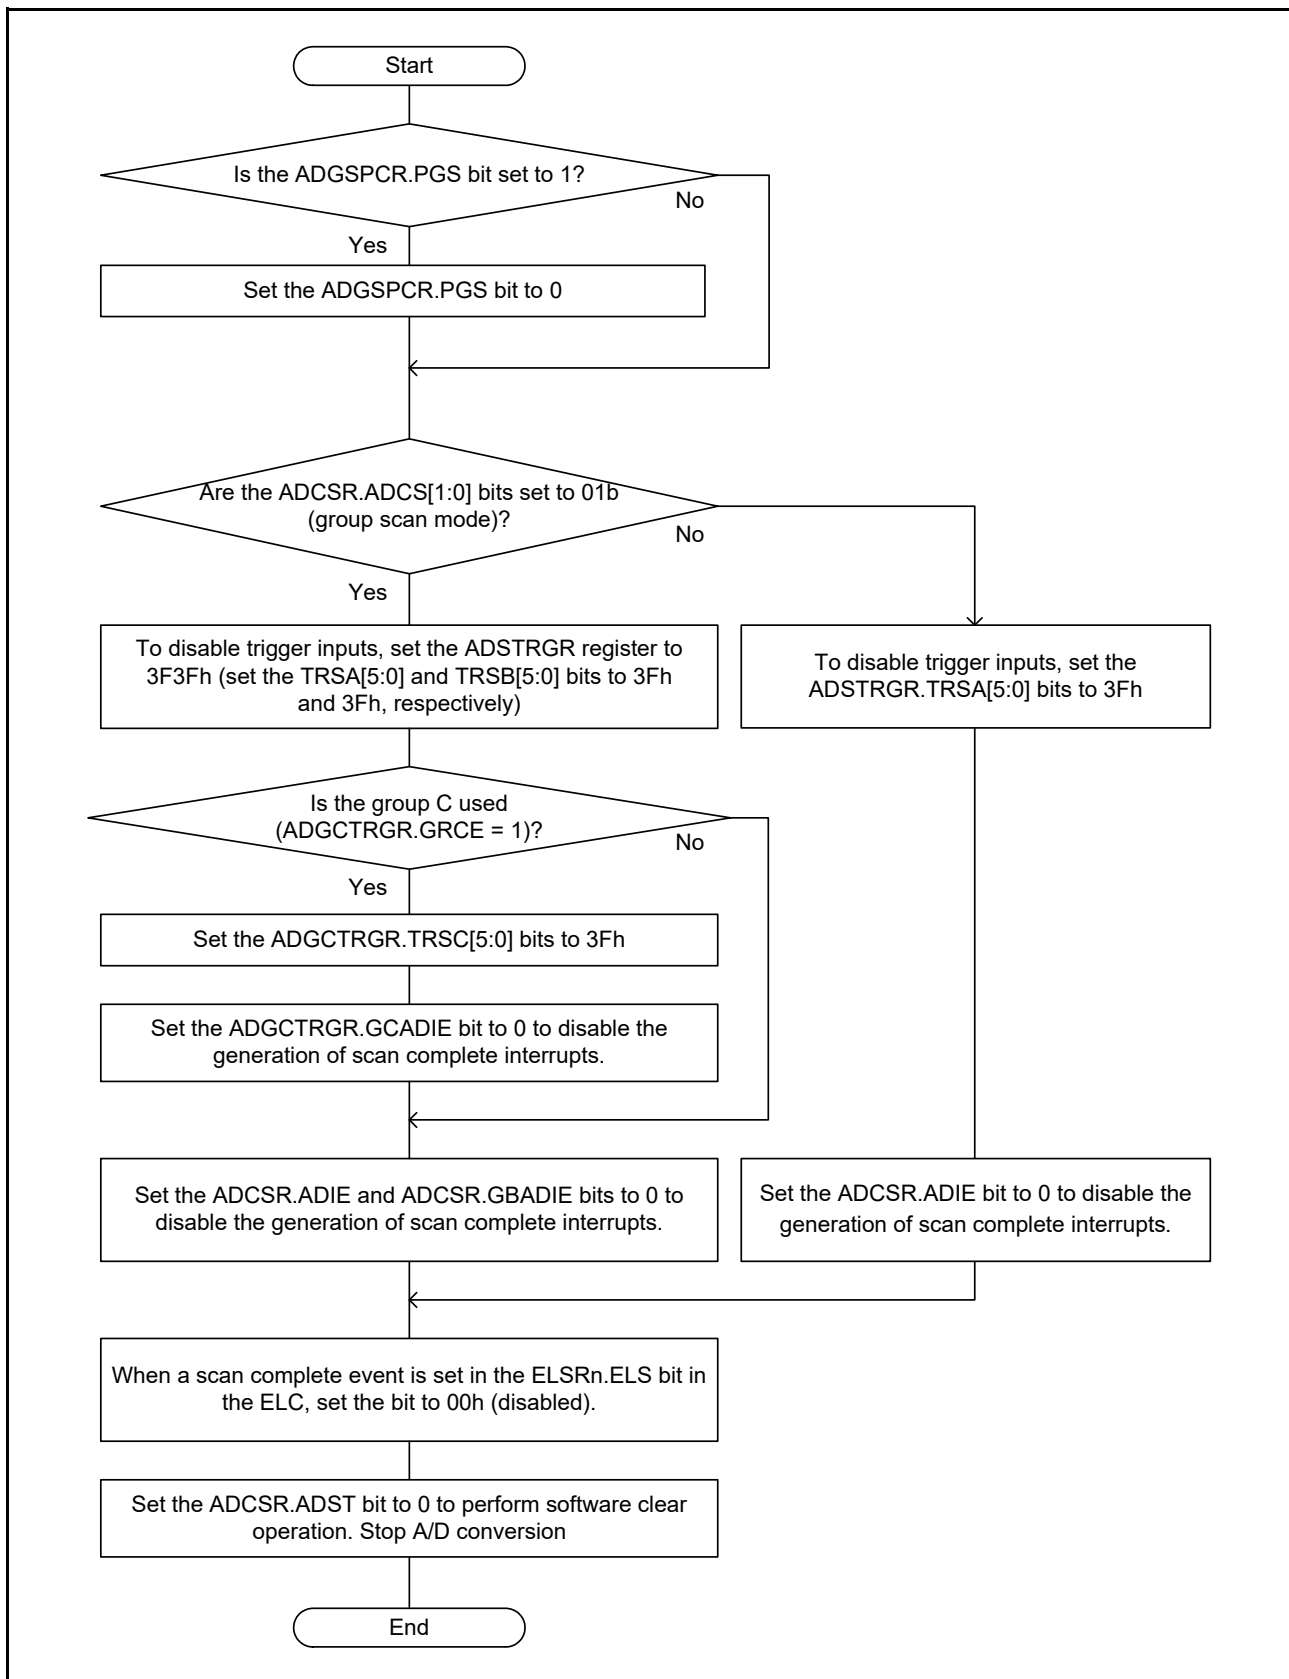 Start
Is the ADGSPCR.PGS bit set to 1?
No
Yes
Set the ADGSPCR.PGS bit to 0
Are the ADCSR.ADCS[1:0] bits set to 01b
(group scan mode)?
No
Yes
To disable trigger inputs, set the ADSTRGR register to
3F3Fh (set the TRSA[5:0] and TRSB[5:0] bits to 3Fh
and 3Fh, respectively)
To disable trigger inputs, set the
ADSTRGR.TRSA[5:0] bits to 3Fh
Is the group C used
(ADGCTRGR.GRCE = 1)?
No
Yes
Set the ADGCTRGR.TRSC[5:0] bits to 3Fh
Set the ADGCTRGR.GCADIE bit to 0 to disable the
generation of scan complete interrupts.
Set the ADCSR.ADIE and ADCSR.GBADIE bits to 0 to
disable the generation of scan complete interrupts.
Set the ADCSR.ADIE bit to 0 to disable the
generation of scan complete interrupts.
When a scan complete event is set in the ELSRn.ELS bit in
the ELC, set the bit to 00h (disabled).
Set the ADCSR.ADST bit to 0 to perform software clear
operation. Stop A/D conversion
End